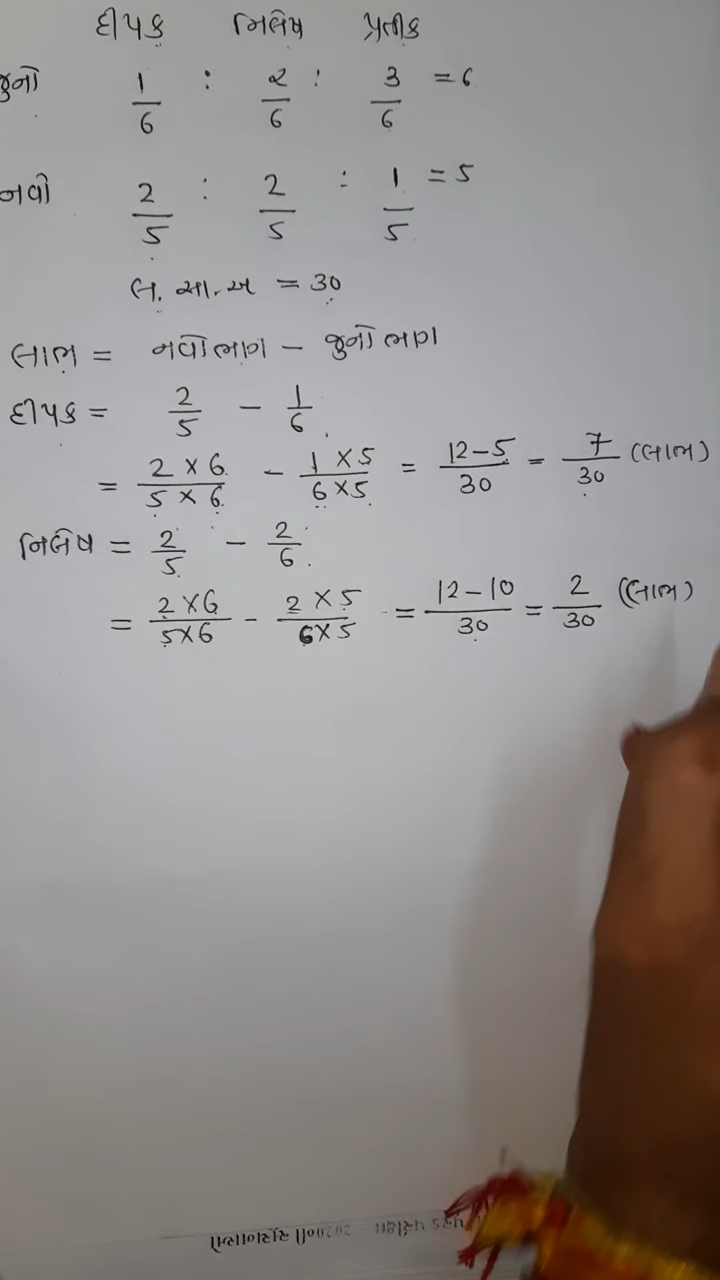 દીપક નિલેષ પ્રતીક
જુનો 1/6 : 2/6 : 3/6 = 6
નવો 2/5 : 2/5 : 1/5 = 5
લ. સા. અ = 30
લાભ = નવોભાગ - જુનોભાગ
દીપક = 2/5 - 1/6
= 2 × 6 / 5 × 6 - 1 × 5 / 6 × 5 = 12-5 / 30 = 7/30 (લાભ)
નિલેષ = 2/5 - 2/6
= 2 × 6 / 5 × 6 - 2 × 5 / 6 × 5 = 12-10 / 30 = 2/30 (લાભ)